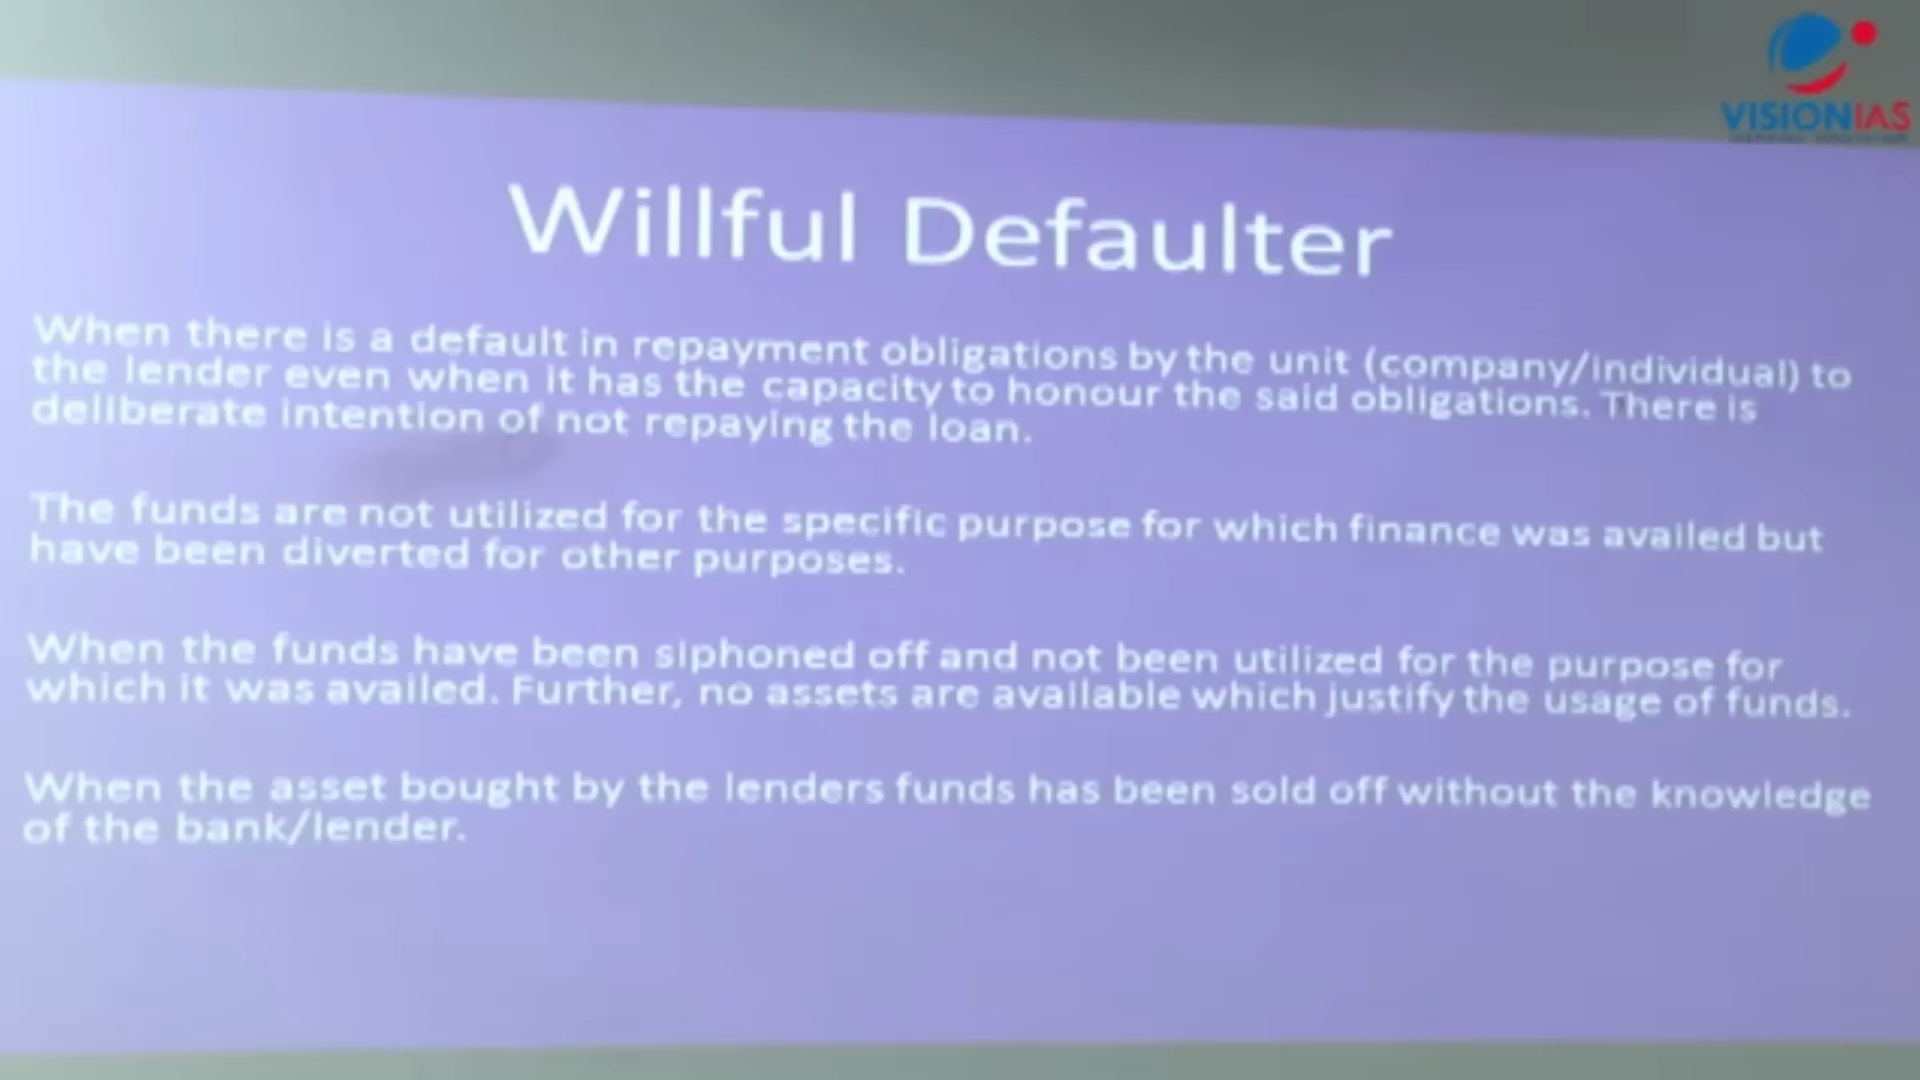 VISIONIAS
Willful Defaulter
When there is a default in repayment obligations by the unit (company/individual) to
the lender even when it has the capacity to honour the said obligations. There is
deliberate intention of not repaying the loan.
The funds are not utilized for the specific purpose for which finance was availed but
have been diverted for other purposes.
When the funds have been siphoned off and not been utilized for the purpose for
which it was availed. Further, no assets are available which justify the usage of funds.
When the asset bought by the lenders funds has been sold off without the knowledge
of the bank/lender.